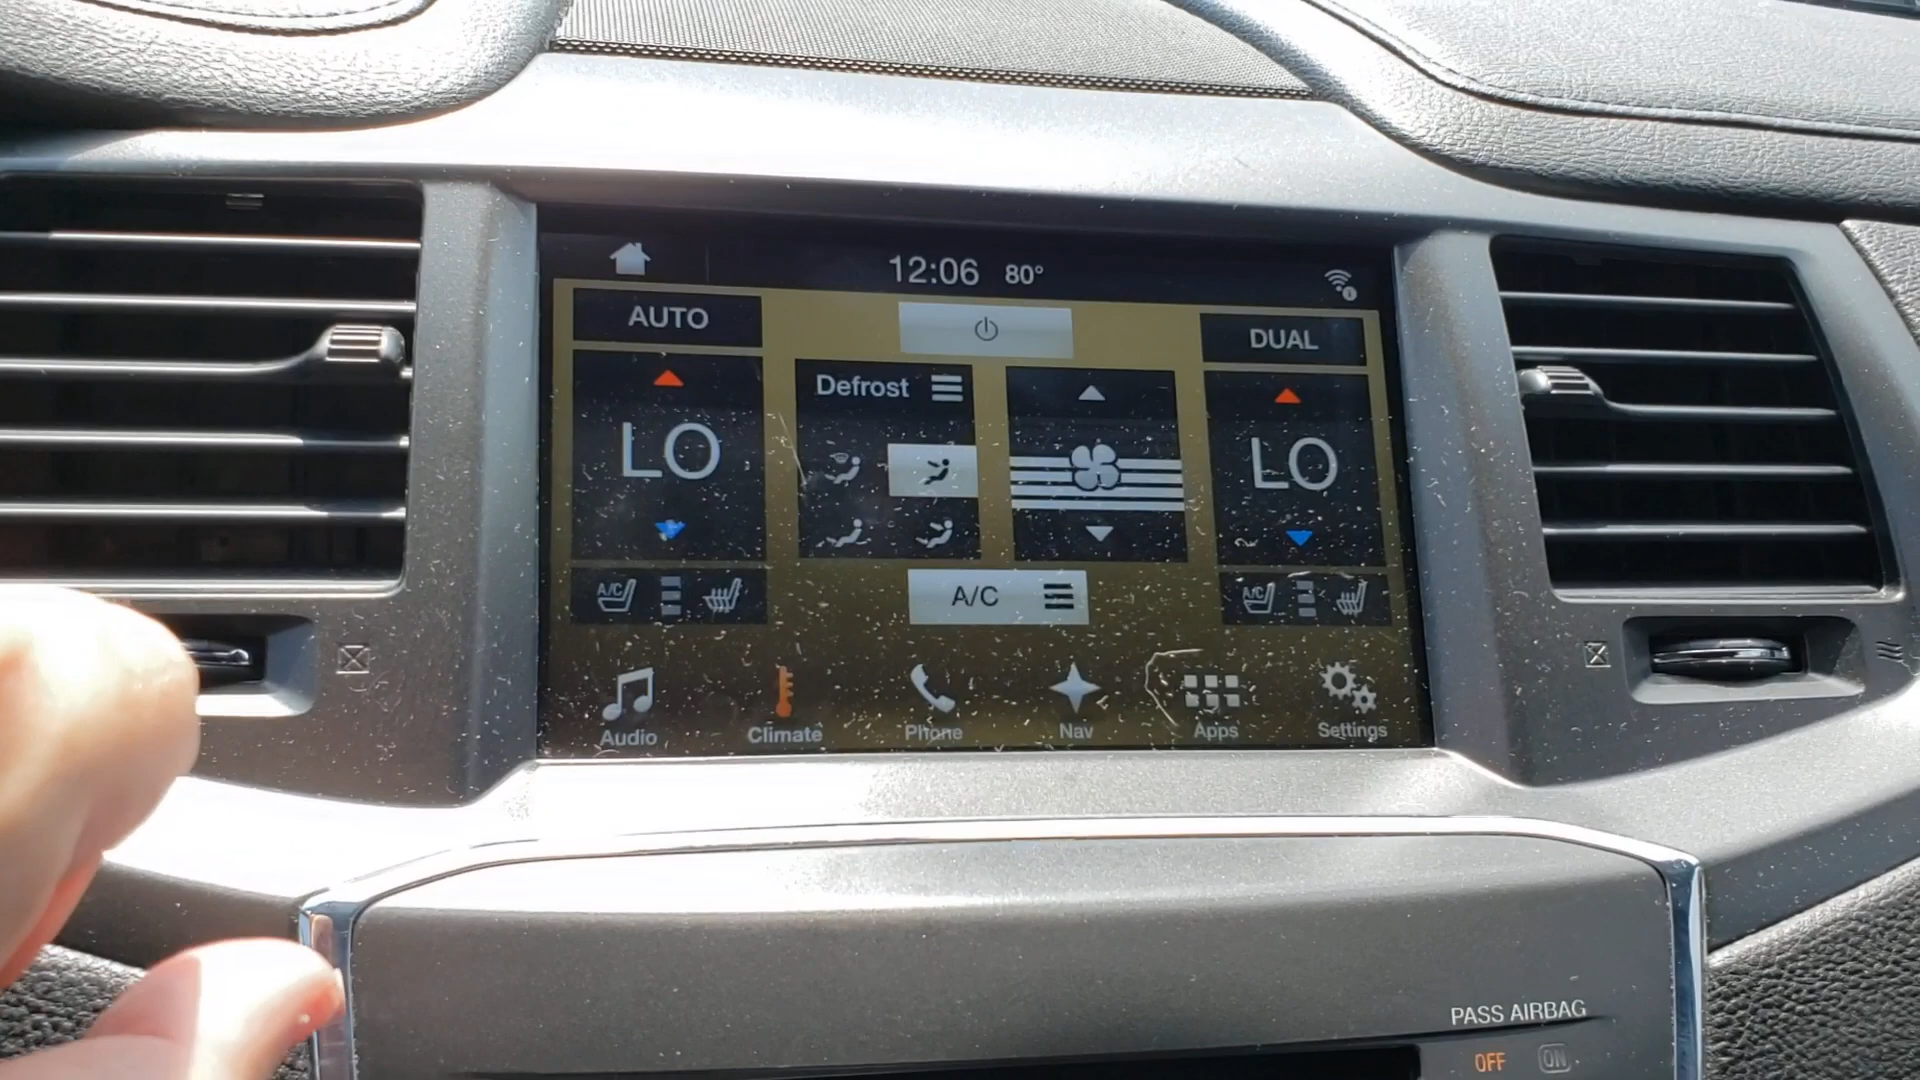 12:06 80°
AUTO
DUAL
Defrost
LO
LO
A/C
A/C
A/C
Audio
Climate
Phone
Nav
Apps
Settings
PASS AIRBAG
OFF ON